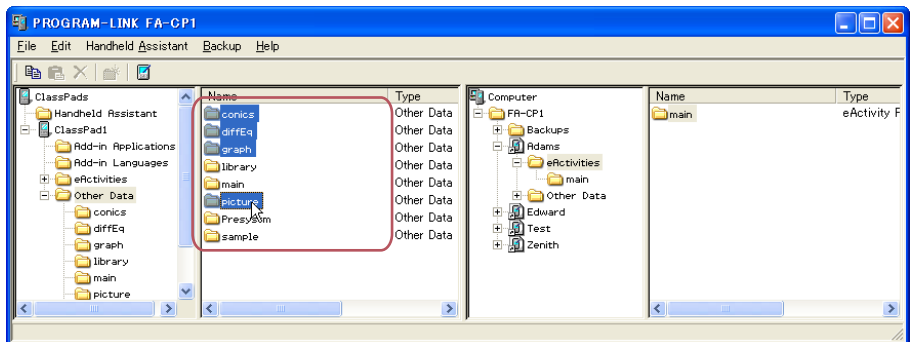 PROGRAM-LINK FA-CP1
File Edit Handheld Assistant Backup Help
ClassPads
Handheld Assistant
ClassPad1
Add-in Applications
Add-in Languages
eActivities
Other Data
conics
diffEq
graph
library
main
picture
Name Type
conics Other Data
diffEq Other Data
graph Other Data
library Other Data
main Other Data
picture Other Data
Presysom Other Data
sample Other Data
Computer
FA-CP1
Backups
Adams
eActivities
main
Other Data
Edward
Test
Zenith
Name Type
main eActivity F